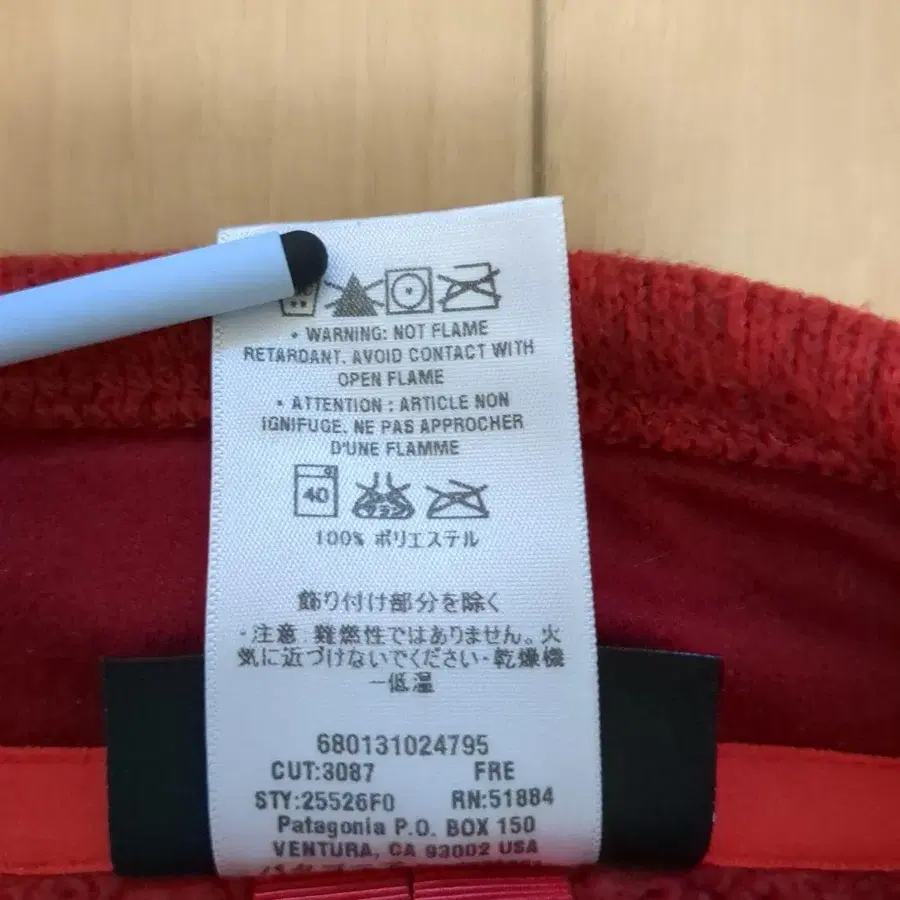 • WARNING: NOT FLAME
RETARDANT. AVOID CONTACT WITH
OPEN FLAME
• ATTENTION : ARTICLE NON
IGNIFUGE. NE PAS APPROCHER
D'UNE FLAMME
40
100% ポリエステル
飾り付け部分を除く
・注意．難燃性ではありません。火
気に近づけないでください・乾燥機
ー低温
680131024795
CUT:3087 FRE
STY:25526F0 RN:51884
Patagonia P.O. BOX 150
VENTURA, CA 93002 USA